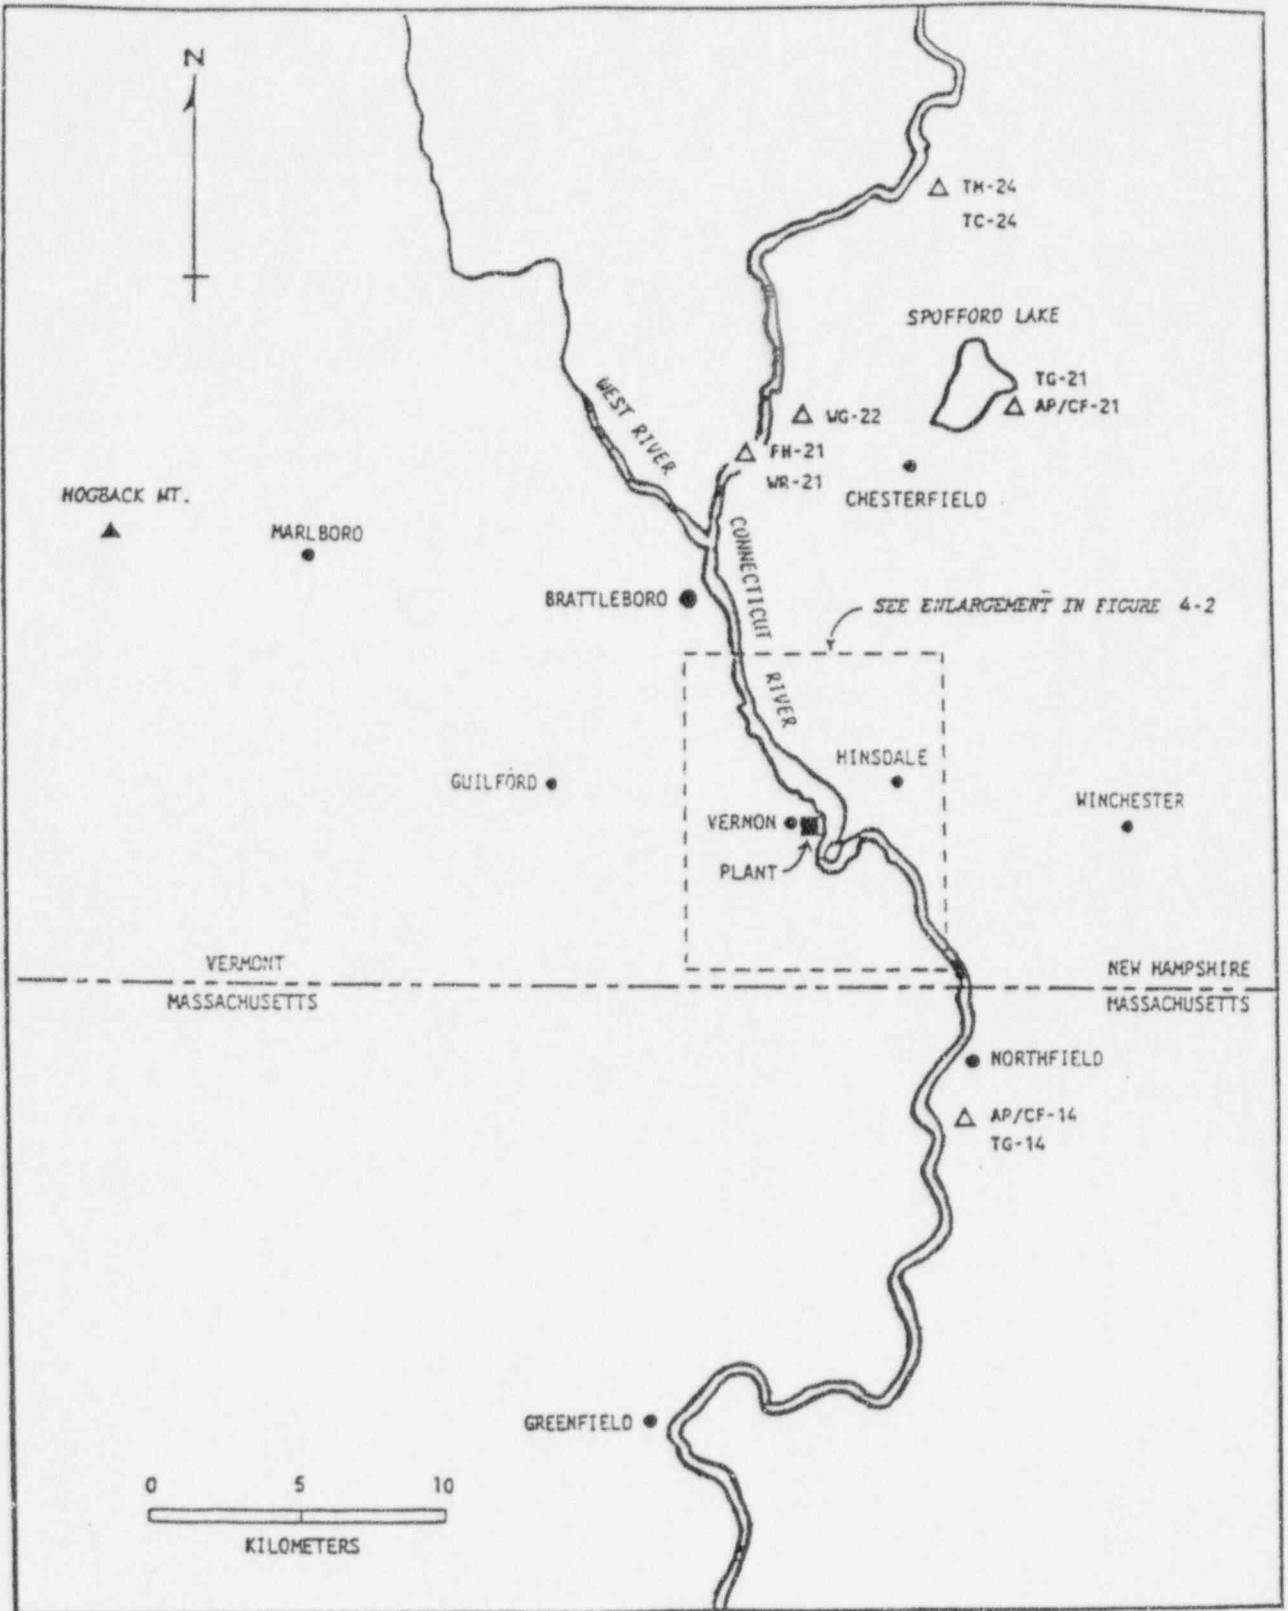 N
TM-24
TC-24
SPOFFORD LAKE
TG-21
AP/CF-21
WEST RIVER
WG-22
FH-21
WR-21
CHESTERFIELD
HOGBACK MT.
MARLBORO
CONNECTICUT RIVER
BRATTLEBORO
SEE ENLARGEMENT IN FIGURE 4-2
HINSDALE
GUILFORD
WINCHESTER
VERNON
PLANT
VERMONT
NEW HAMPSHIRE
MASSACHUSETTS
MASSACHUSETTS
NORTHFIELD
AP/CF-14
TG-14
GREENFIELD
0 5 10
KILOMETERS